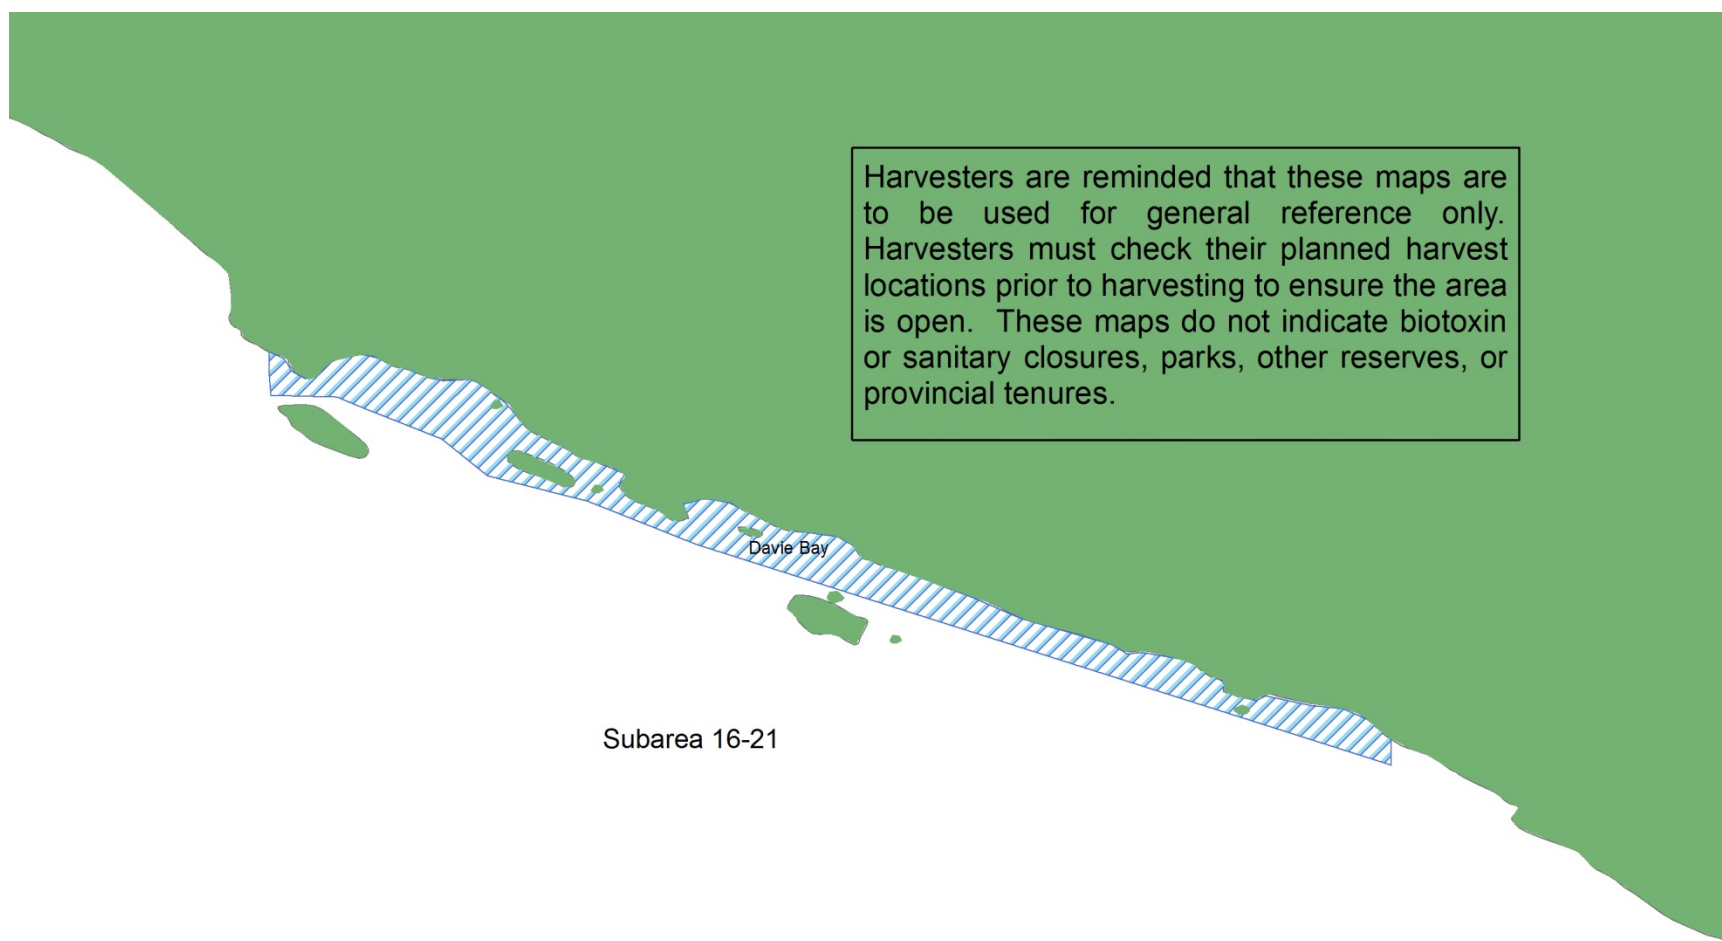 Harvesters are reminded that these maps are
to be used for general reference only.
Harvesters must check their planned harvest
locations prior to harvesting to ensure the area
is open.  These maps do not indicate biotoxin
or sanitary closures, parks, other reserves, or
provincial tenures.
Davie Bay
Subarea 16-21